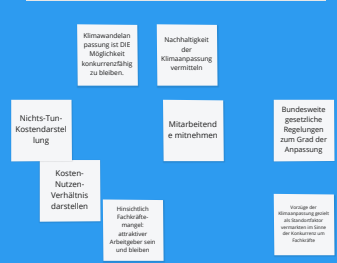 Klimawandelan
passung ist DIE
Möglichkeit
konkurrenzfähig
zu bleiben.
Nachhaltigkeit
der
Klimaanpassung
vermitteln
Nichts-Tun-
Kostendarstel
lung
Mitarbeitend
e mitnehmen
Bundesweite
gesetzliche
Regelungen
zum Grad der
Anpassung
Kosten-
Nutzen-
Verhältnis
darstellen
Hinsichtlich
Fachkräfte-
mangel:
attraktiver
Arbeitgeber sein
und bleiben
Vorzüge der
Klimaanpassung gezielt
als Standortfaktor
vermarkten im Sinne
der Konkurrenz um
Fachkräfte